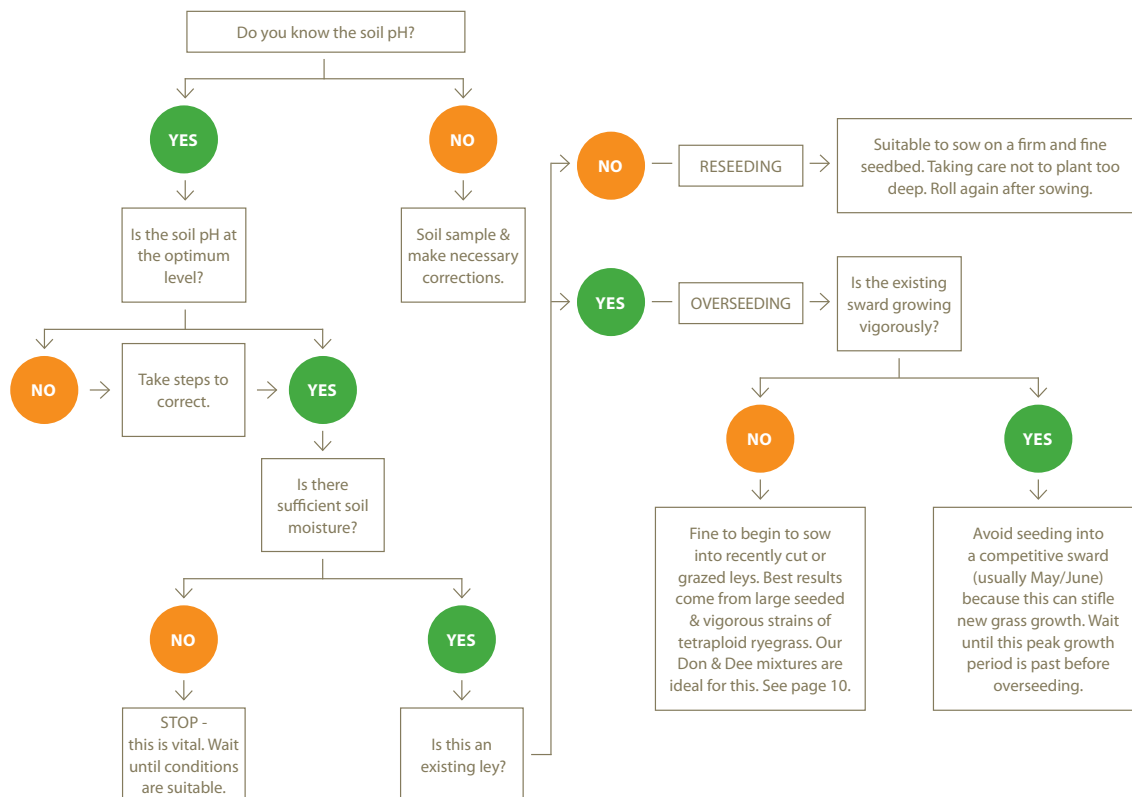 Do you know the soil pH?
YES
NO
Is the soil pH at
the optimum
level?
Soil sample &
make necessary
corrections.
NO
Take steps to
correct.
YES
Is there
sufficient soil
moisture?
NO
YES
STOP -
this is vital. Wait
until conditions
are suitable.
Is this an
existing ley?
NO
RESEEDING
Suitable to sow on a firm and fine
seedbed. Taking care not to plant too
deep. Roll again after sowing.
YES
OVERSEEDING
Is the existing
sward growing
vigorously?
NO
YES
Fine to begin to sow
into recently cut or
grazed leys. Best results
come from large seeded
& vigorous strains of
tetraploid ryegrass. Our
Don & Dee mixtures are
ideal for this. See page 10.
Avoid seeding into
a competitive sward
(usually May/June)
because this can stifle
new grass growth. Wait
until this peak growth
period is past before
overseeding.